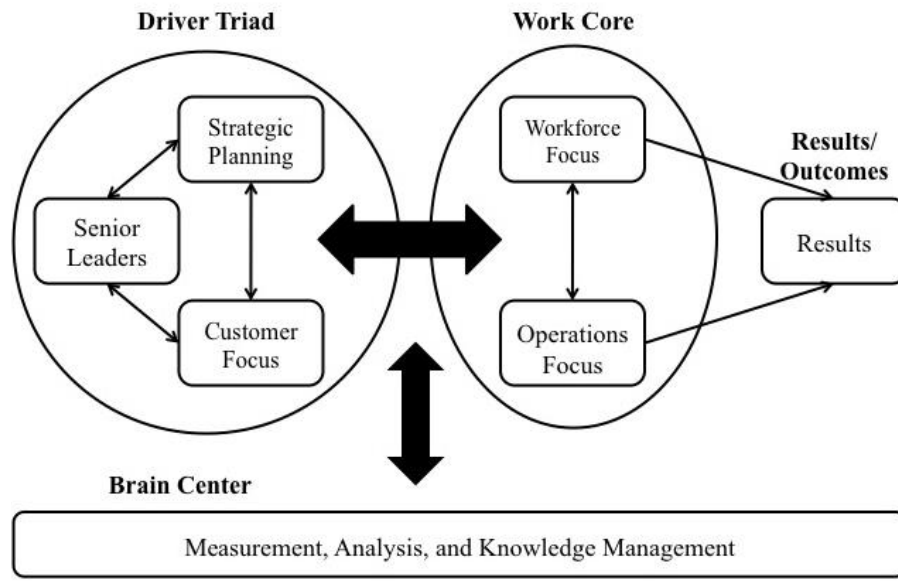 Driver Triad
Work Core
Strategic
Planning
Senior
Leaders
Customer
Focus
Workforce
Focus
Operations
Focus
Results/
Outcomes
Results
Brain Center
Measurement, Analysis, and Knowledge Management